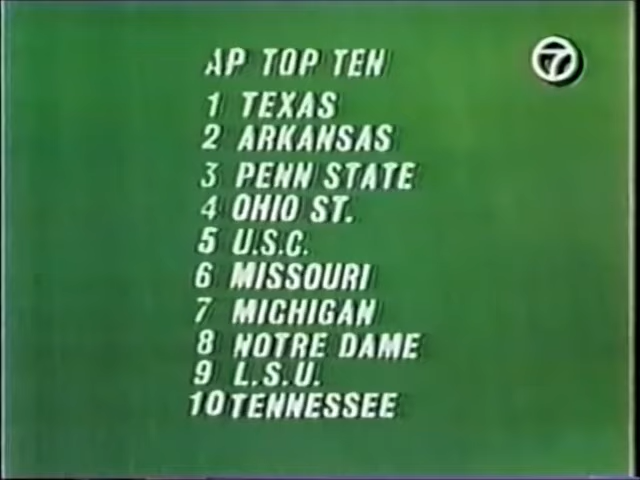 AP TOP TEN
7
1 TEXAS
2 ARKANSAS
3 PENN STATE
4 OHIO ST.
5 U.S.C.
6 MISSOURI
7 MICHIGAN
8 NOTRE DAME
9 L.S.U.
10 TENNESSEE